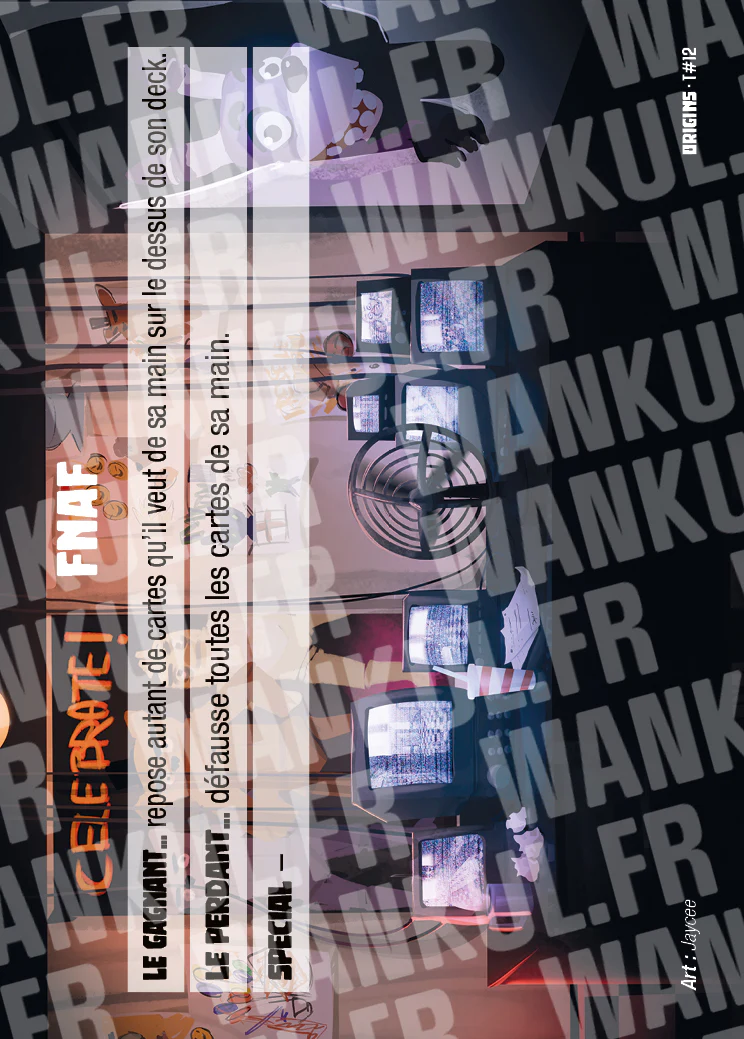 CELEBRATE!
FNAF
LE GAGNANT... repose autant de cartes qu'il veut de sa main sur le dessus de son deck.
LE PERDANT... défausse toutes les cartes de sa main.
SPECIAL –
Art : Jaycee
ORIGINS · T#12
WANKUL.FR